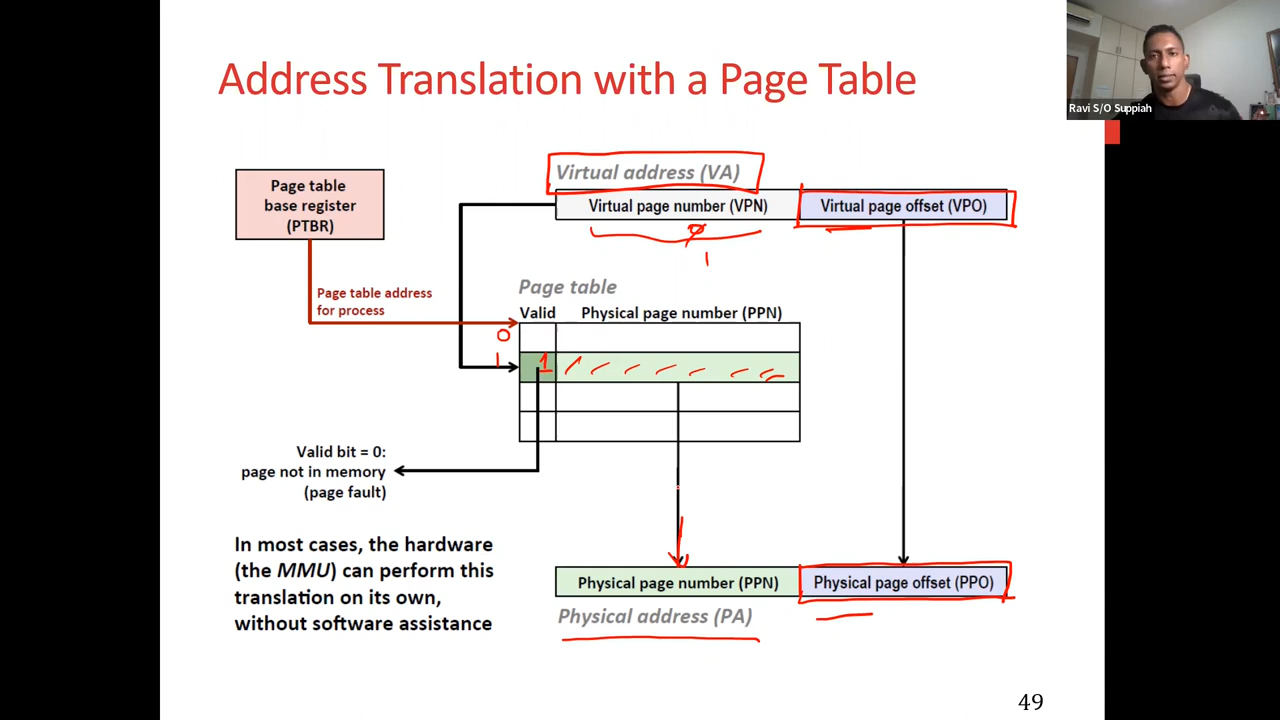 Address Translation with a Page Table
Ravi S/O Suppiah
Page table
base register
(PTBR)
Virtual address (VA)
Virtual page number (VPN)
Virtual page offset (VPO)
0
1
Page table address
for process
Page table
Valid
Physical page number (PPN)
0
1
1
Valid bit = 0:
page not in memory
(page fault)
In most cases, the hardware
(the MMU) can perform this
translation on its own,
without software assistance
Physical page number (PPN)
Physical page offset (PPO)
Physical address (PA)
49